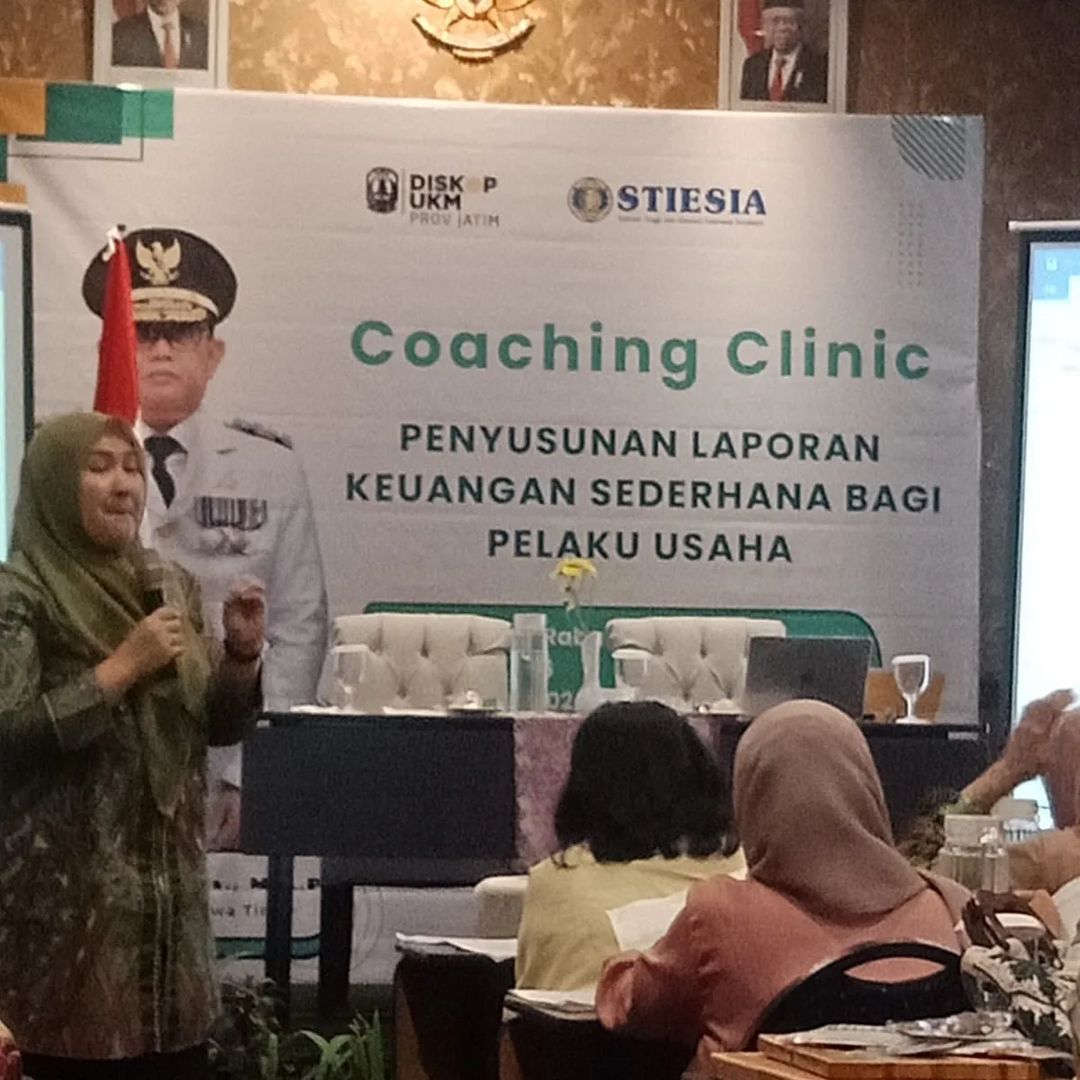 DISKOP
UKM
PROV JATIM
STIESIA
Coaching Clinic
PENYUSUNAN LAPORAN
KEUANGAN SEDERHANA BAGI
PELAKU USAHA